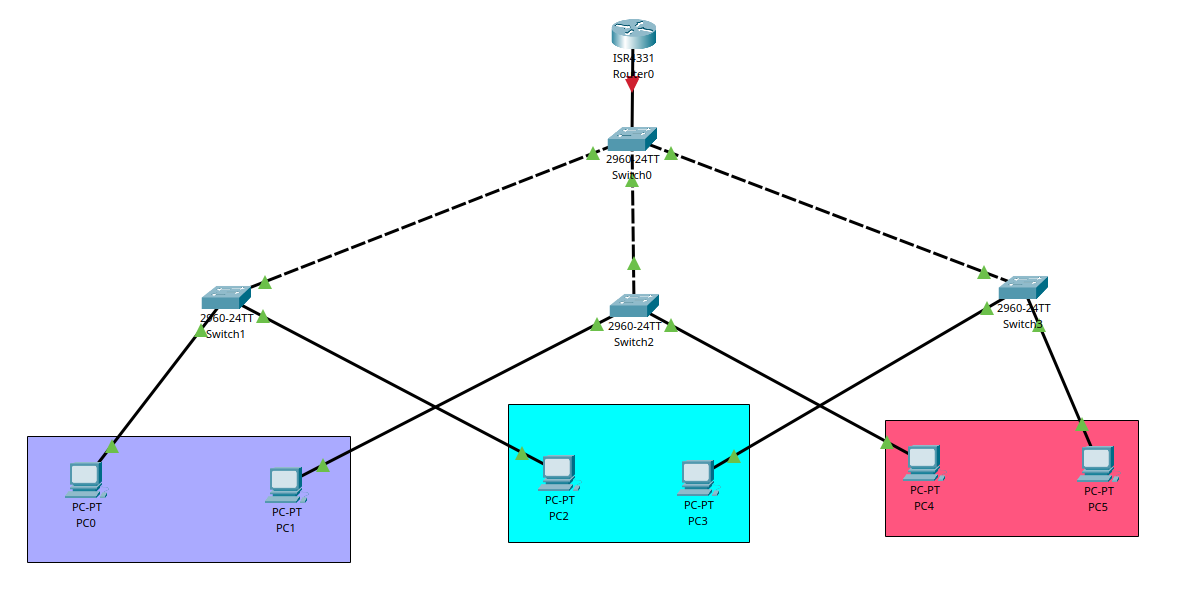 ISR4331
Router0
2960-24TT
Switch0
2960-24TT
Switch1
2960-24TT
Switch2
2960-24TT
Switch3
PC-PT
PC0
PC-PT
PC1
PC-PT
PC2
PC-PT
PC3
PC-PT
PC4
PC-PT
PC5